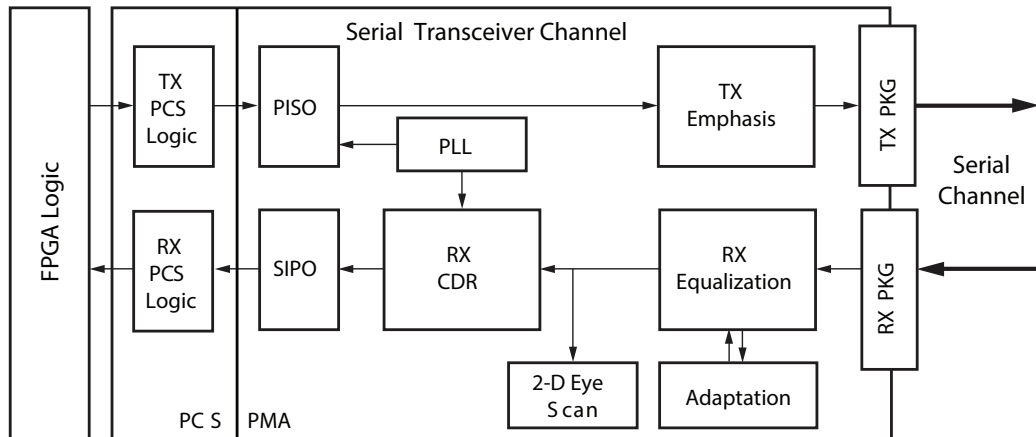 Serial Transceiver Channel
FPGA Logic
TX
PCS
Logic
PISO
PLL
TX
Emphasis
TX PKG
Serial
Channel
RX
PCS
Logic
SIPO
RX
CDR
RX
Equalization
RX PKG
2-D Eye
S can
Adaptation
PC S
PMA